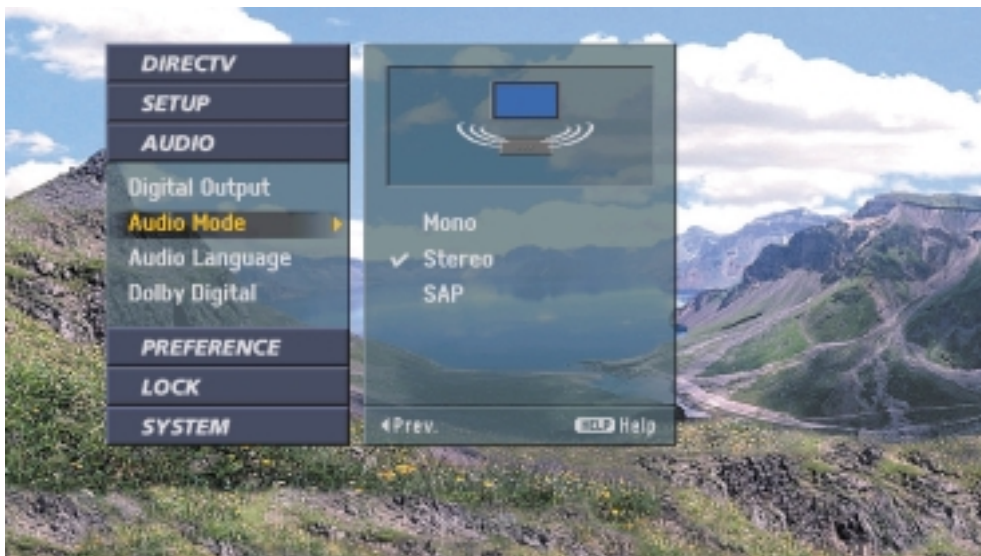 DIRECTV
SETUP
AUDIO
Digital Output
Audio Mode
Audio Language
Dolby Digital
PREFERENCE
LOCK
SYSTEM
Mono
Stereo
SAP
Prev.
HELP Help